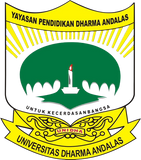 YAYASAN PENDIDIKAN DHARMA ANDALAS
UNTUK KECERDASAN BANGSA
UNIDHA
UNIVERSITAS DHARMA ANDALAS